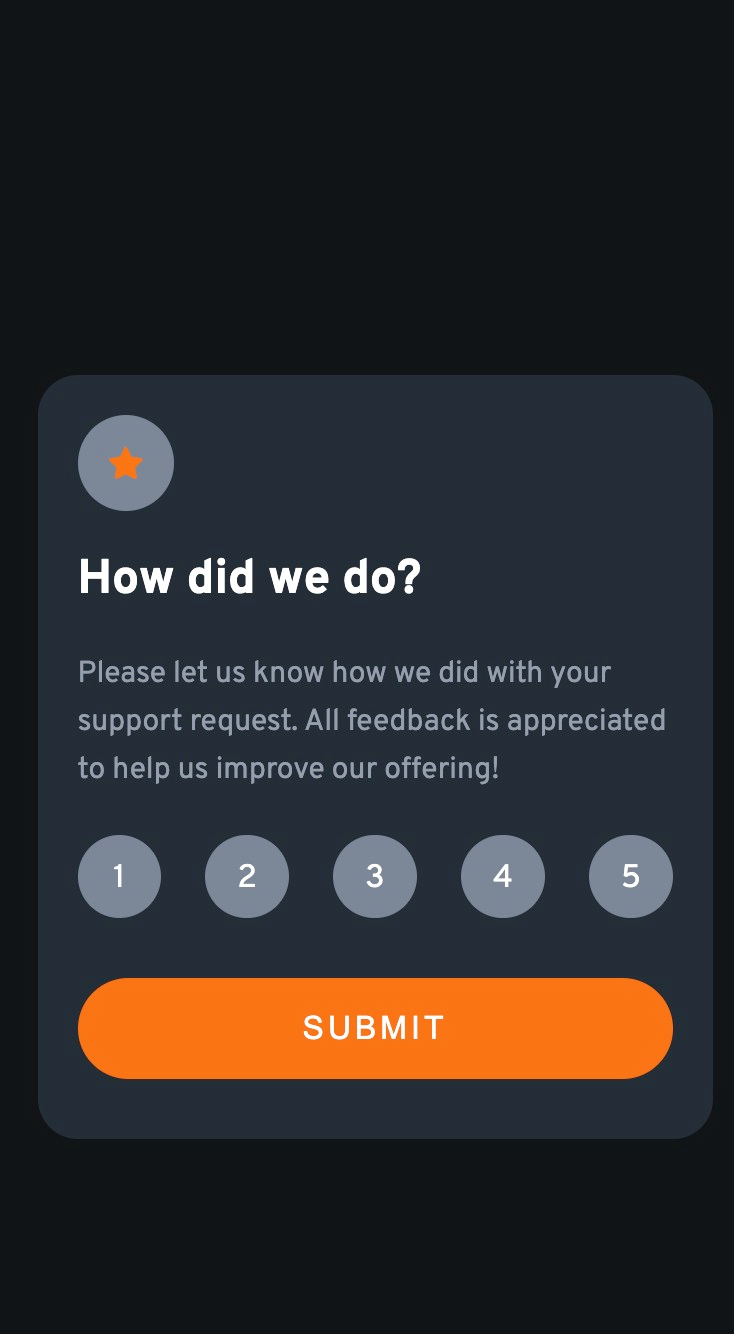 How did we do?
Please let us know how we did with your
support request. All feedback is appreciated
to help us improve our offering!
1 2 3 4 5
SUBMIT